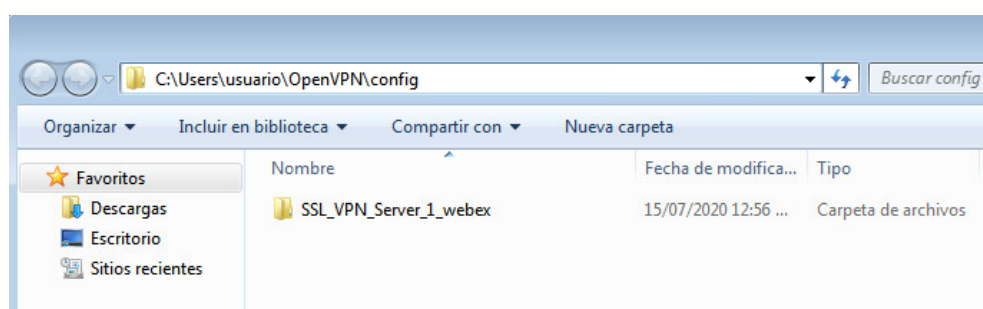 C:\Users\usuario\OpenVPN\config
Buscar config
Organizar
Incluir en biblioteca
Compartir con
Nueva carpeta
Favoritos
Descargas
Escritorio
Sitios recientes
Nombre
Fecha de modifica...
Tipo
SSL_VPN_Server_1_webex
15/07/2020 12:56 ...
Carpeta de archivos